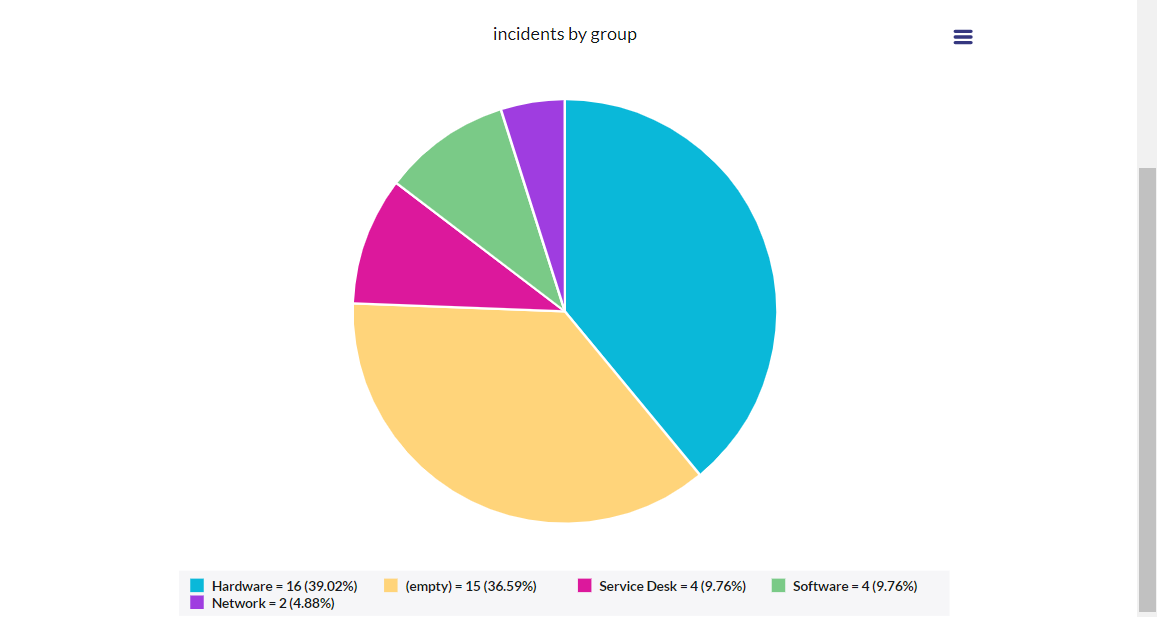 incidents by group
Hardware = 16 (39.02%) (empty) = 15 (36.59%) Service Desk = 4 (9.76%) Software = 4 (9.76%)
Network = 2 (4.88%)